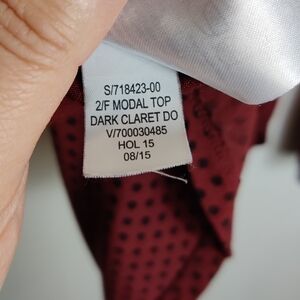 S/718423-00
2/F MODAL TOP
DARK CLARET DO
V/700030485
HOL 15
08/15